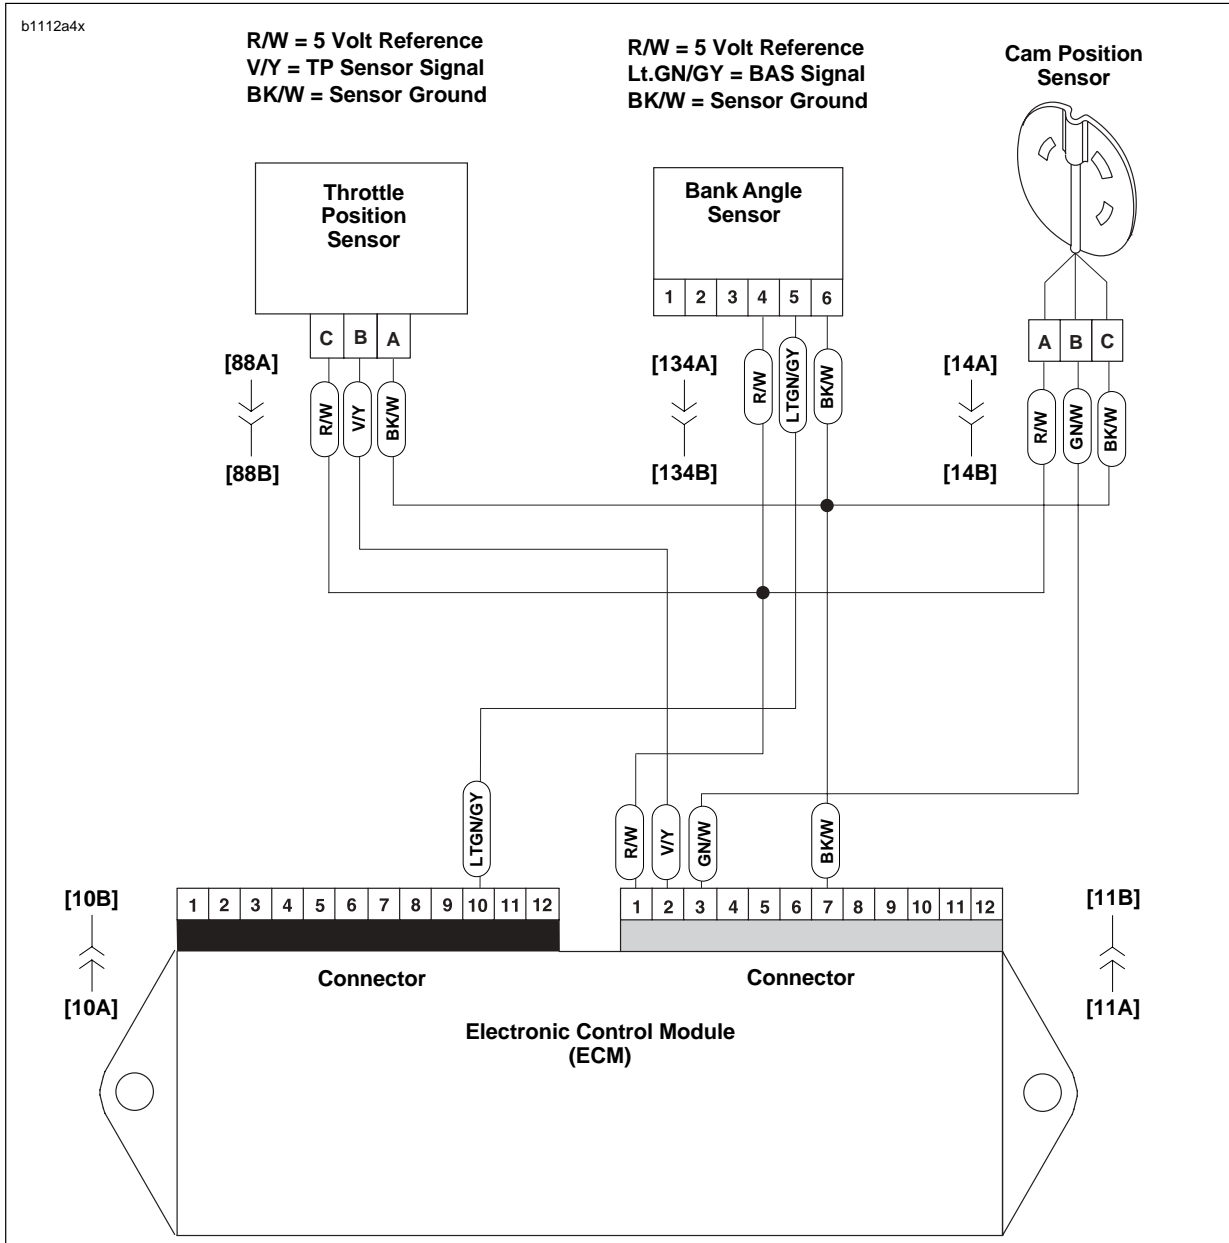 b1112a4x
R/W = 5 Volt Reference
V/Y = TP Sensor Signal
BK/W = Sensor Ground
R/W = 5 Volt Reference
Lt.GN/GY = BAS Signal
BK/W = Sensor Ground
Cam Position
Sensor
Throttle
Position
Sensor
C B A
Bank Angle
Sensor
1 2 3 4 5 6
A B C
[88A]
[88B]
R/W V/Y BK/W
[134A]
[134B]
R/W LTGN/GY BK/W
[14A]
[14B]
R/W GN/W BK/W
LTGN/GY
R/W V/Y GN/W BK/W
[10B]
[10A]
1 2 3 4 5 6 7 8 9 10 11 12
1 2 3 4 5 6 7 8 9 10 11 12
[11B]
[11A]
Connector
Connector
Electronic Control Module
(ECM)